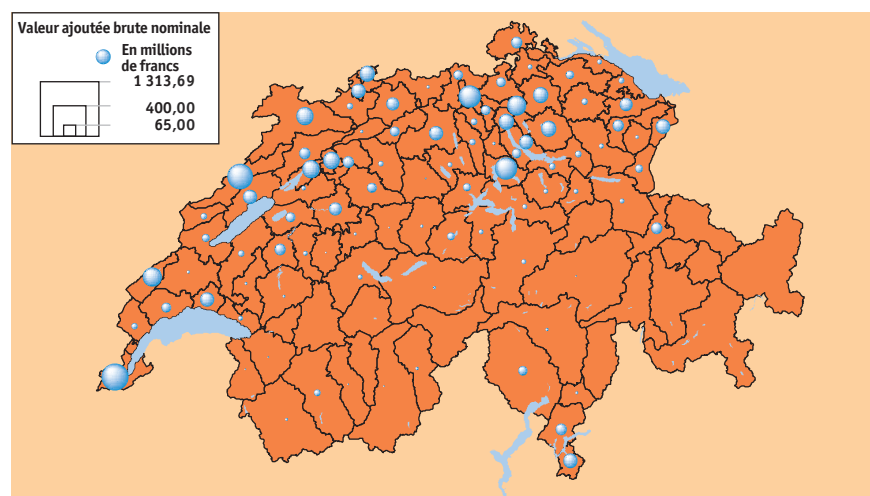 Valeur ajoutée brute nominale
En millions
de francs
1 313,69
400,00
65,00